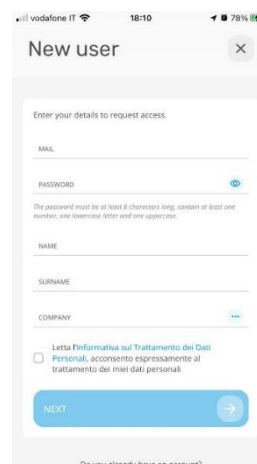 vodafone IT 18:10 78%
New user
Enter your details to request access.
MAIL
PASSWORD
The password must be at least 8 characters long, contain at least one
number, one lowercase letter and one uppercase.
NAME
SURNAME
COMPANY
Letta l'Informativa sul Trattamento dei Dati
Personali, acconsento espressamente al
trattamento dei miei dati personali
NEXT
Do you already have an account?